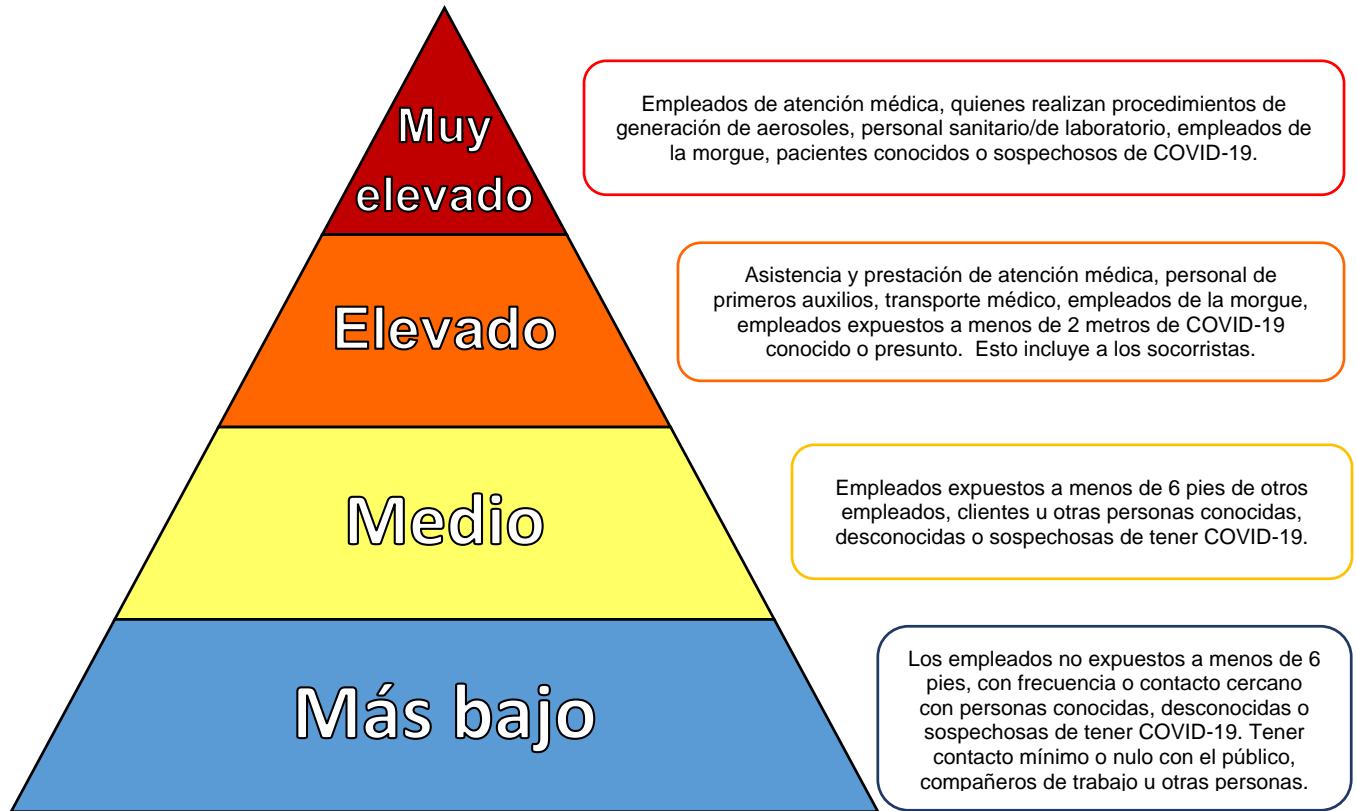 Muy
elevado
Empleados de atención médica, quienes realizan procedimientos de
generación de aerosoles, personal sanitario/de laboratorio, empleados de
la morgue, pacientes conocidos o sospechosos de COVID-19.
Elevado
Asistencia y prestación de atención médica, personal de
primeros auxilios, transporte médico, empleados de la morgue,
empleados expuestos a menos de 2 metros de COVID-19
conocido o presunto.  Esto incluye a los socorristas.
Medio
Empleados expuestos a menos de 6 pies de otros
empleados, clientes u otras personas conocidas,
desconocidas o sospechosas de tener COVID-19.
Más bajo
Los empleados no expuestos a menos de 6
pies, con frecuencia o contacto cercano
con personas conocidas, desconocidas o
sospechosas de tener COVID-19. Tener
contacto mínimo o nulo con el público,
compañeros de trabajo u otras personas.